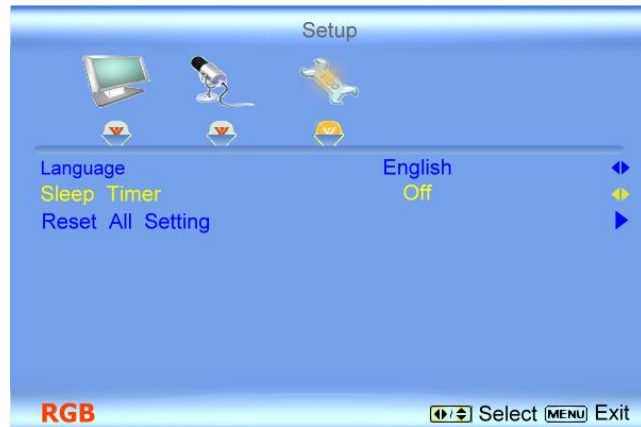 Setup
Language English
Sleep Timer Off
Reset All Setting
RGB Select MENU Exit